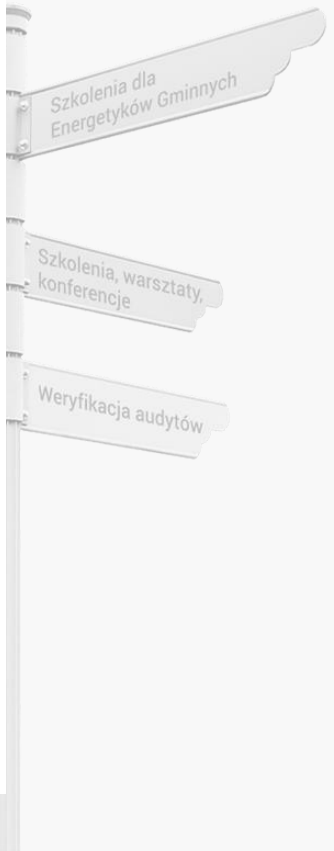 Szkolenia dla
Energetyków Gminnych
Szkolenia, warsztaty,
konferencje
Weryfikacja audytów